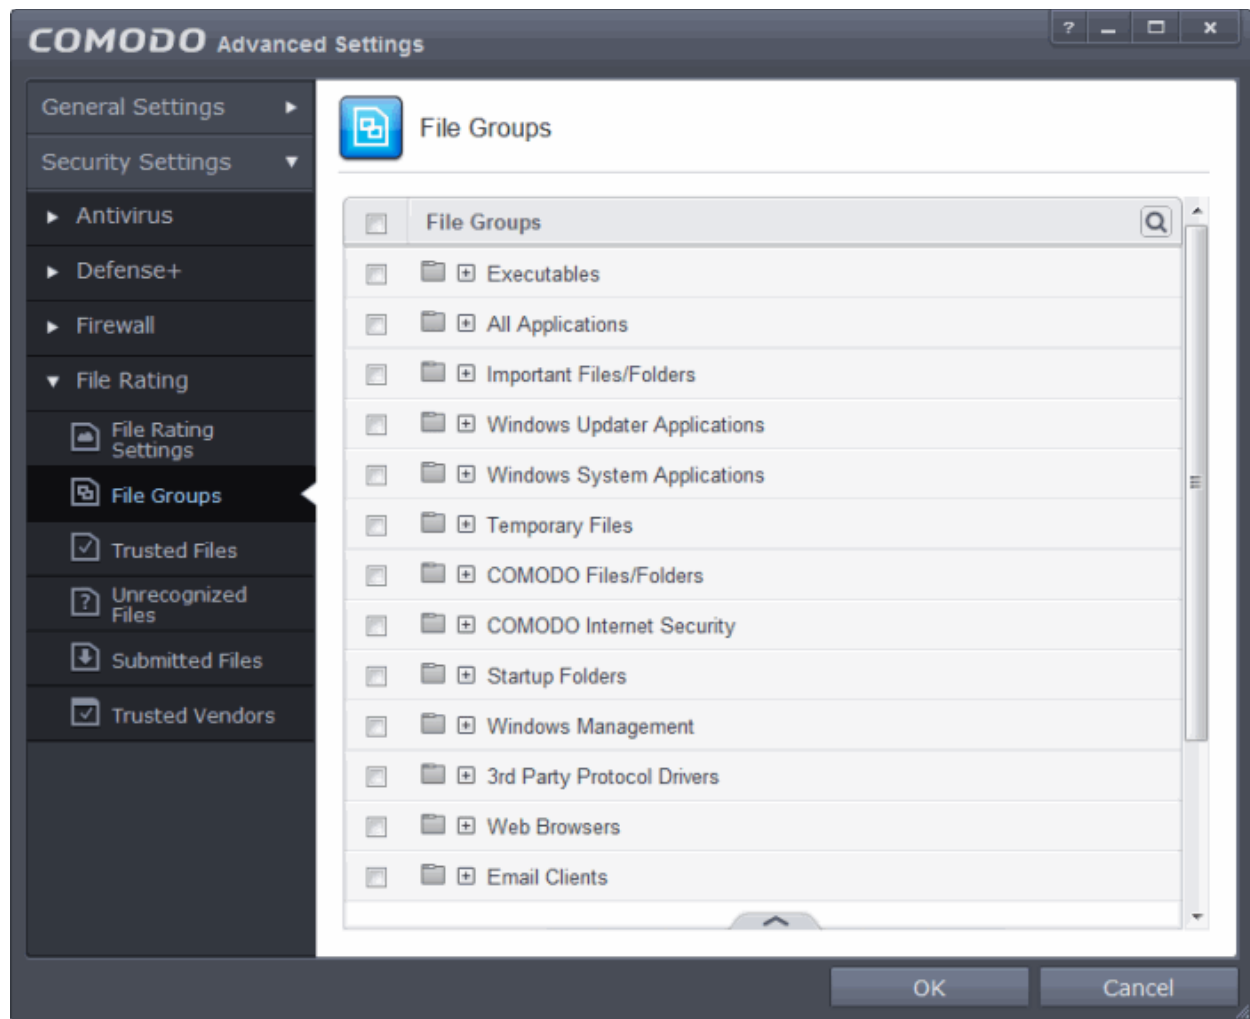 COMODO Advanced Settings
?
General Settings
Security Settings
Antivirus
Defense+
Firewall
File Rating
File Rating
Settings
File Groups
Trusted Files
Unrecognized
Files
Submitted Files
Trusted Vendors
File Groups
File Groups
Executables
All Applications
Important Files/Folders
Windows Updater Applications
Windows System Applications
Temporary Files
COMODO Files/Folders
COMODO Internet Security
Startup Folders
Windows Management
3rd Party Protocol Drivers
Web Browsers
Email Clients
OK
Cancel